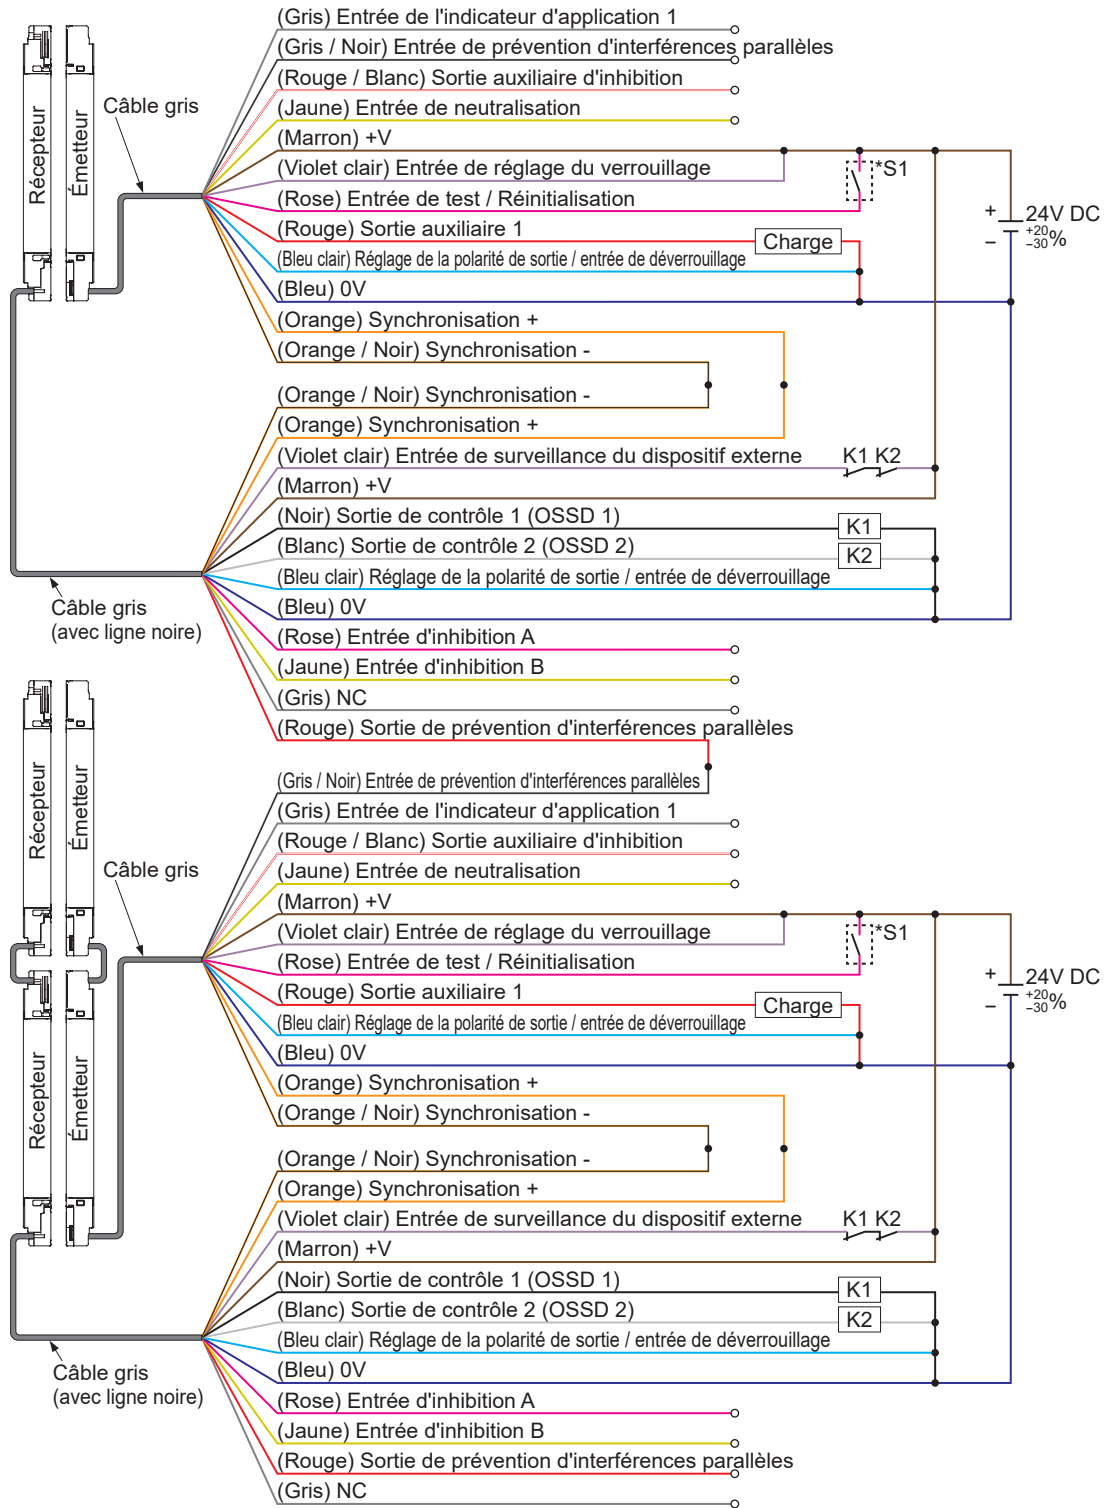 (Gris) Entrée de l'indicateur d'application 1
(Gris / Noir) Entrée de prévention d'interférences parallèles
(Rouge / Blanc) Sortie auxiliaire d'inhibition
(Jaune) Entrée de neutralisation
(Marron) +V
(Violet clair) Entrée de réglage du verrouillage
(Rose) Entrée de test / Réinitialisation
(Rouge) Sortie auxiliaire 1
(Bleu clair) Réglage de la polarité de sortie / entrée de déverrouillage
(Bleu) 0V
(Orange) Synchronisation +
(Orange / Noir) Synchronisation -
Câble gris
Récepteur
Émetteur
*S1
Charge
+
−
24V DC
+20
−30%
(Orange / Noir) Synchronisation -
(Orange) Synchronisation +
(Violet clair) Entrée de surveillance du dispositif externe
K1 K2
(Marron) +V
(Noir) Sortie de contrôle 1 (OSSD 1)
K1
(Blanc) Sortie de contrôle 2 (OSSD 2)
K2
(Bleu clair) Réglage de la polarité de sortie / entrée de déverrouillage
(Bleu) 0V
(Rose) Entrée d'inhibition A
(Jaune) Entrée d'inhibition B
(Gris) NC
(Rouge) Sortie de prévention d'interférences parallèles
Câble gris
(avec ligne noire)
(Gris / Noir) Entrée de prévention d'interférences parallèles
(Gris) Entrée de l'indicateur d'application 1
(Rouge / Blanc) Sortie auxiliaire d'inhibition
(Jaune) Entrée de neutralisation
(Marron) +V
(Violet clair) Entrée de réglage du verrouillage
(Rose) Entrée de test / Réinitialisation
(Rouge) Sortie auxiliaire 1
(Bleu clair) Réglage de la polarité de sortie / entrée de déverrouillage
(Bleu) 0V
(Orange) Synchronisation +
(Orange / Noir) Synchronisation -
Récepteur
Émetteur
Câble gris
Récepteur
Émetteur
*S1
Charge
+
−
24V DC
+20
−30%
(Orange / Noir) Synchronisation -
(Orange) Synchronisation +
(Violet clair) Entrée de surveillance du dispositif externe
K1 K2
(Marron) +V
(Noir) Sortie de contrôle 1 (OSSD 1)
K1
(Blanc) Sortie de contrôle 2 (OSSD 2)
K2
(Bleu clair) Réglage de la polarité de sortie / entrée de déverrouillage
(Bleu) 0V
(Rose) Entrée d'inhibition A
(Jaune) Entrée d'inhibition B
(Rouge) Sortie de prévention d'interférences parallèles
(Gris) NC
Câble gris
(avec ligne noire)